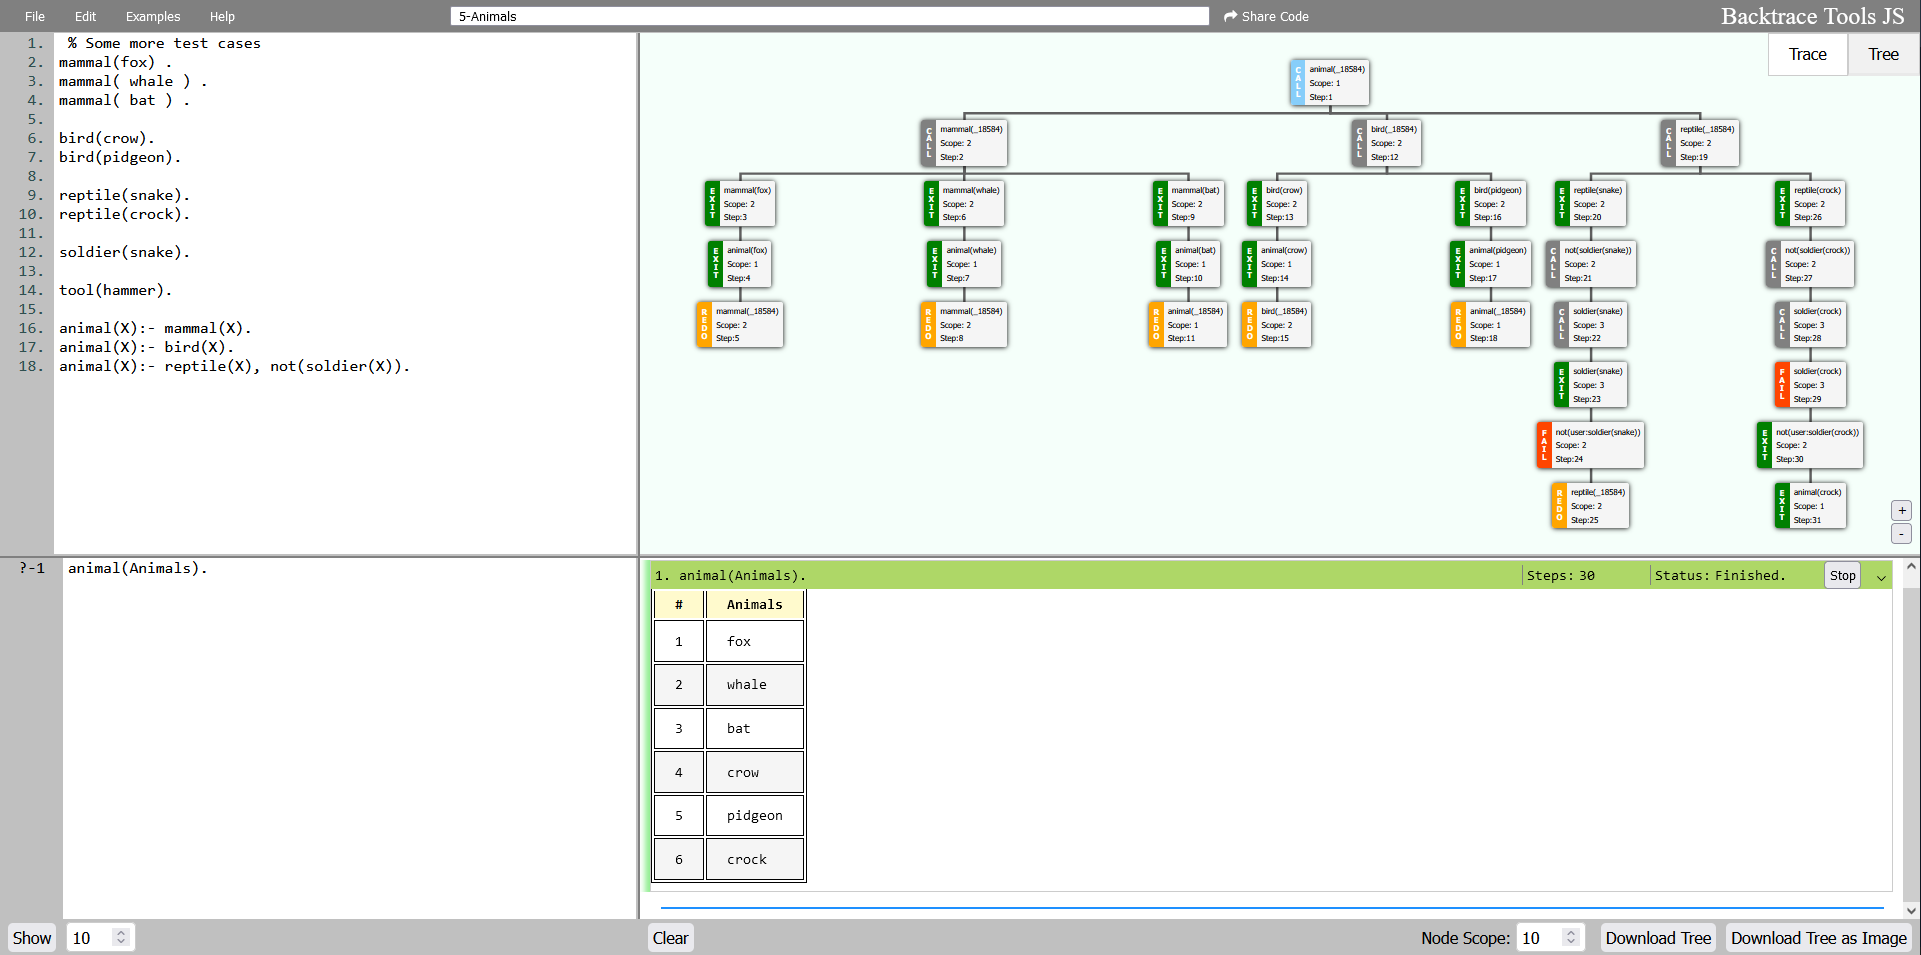 File Edit Examples Help 5-Animals Share Code Backtrace Tools JS
Trace Tree
1. % Some more test cases
2. mammal(fox) .
3. mammal( whale ) .
4. mammal( bat ) .
5.
6. bird(crow).
7. bird(pidgeon).
8.
9. reptile(snake).
10. reptile(crock).
11.
12. soldier(snake).
13.
14. tool(hammer).
15.
16. animal(X):- mammal(X).
17. animal(X):- bird(X).
18. animal(X):- reptile(X), not(soldier(X)).
CALL
animal(_18584)
Scope: 1
Step:1
CALL
mammal(_18584)
Scope: 2
Step:2
CALL
bird(_18584)
Scope: 2
Step:12
CALL
reptile(_18584)
Scope: 2
Step:19
EXIT
mammal(fox)
Scope: 2
Step:3
EXIT
mammal(whale)
Scope: 2
Step:6
EXIT
mammal(bat)
Scope: 2
Step:9
EXIT
bird(crow)
Scope: 2
Step:13
EXIT
bird(pidgeon)
Scope: 2
Step:16
EXIT
reptile(snake)
Scope: 2
Step:20
EXIT
reptile(crock)
Scope: 2
Step:26
EXIT
animal(fox)
Scope: 1
Step:4
EXIT
animal(whale)
Scope: 1
Step:7
EXIT
animal(bat)
Scope: 1
Step:10
EXIT
animal(crow)
Scope: 1
Step:14
EXIT
animal(pidgeon)
Scope: 1
Step:17
CALL
not(soldier(snake))
Scope: 2
Step:21
CALL
not(soldier(crock))
Scope: 2
Step:27
REDO
mammal(_18584)
Scope: 2
Step:5
REDO
mammal(_18584)
Scope: 2
Step:8
REDO
animal(_18584)
Scope: 1
Step:11
REDO
bird(_18584)
Scope: 2
Step:15
REDO
animal(_18584)
Scope: 1
Step:18
CALL
soldier(snake)
Scope: 3
Step:22
CALL
soldier(crock)
Scope: 3
Step:28
EXIT
soldier(snake)
Scope: 3
Step:23
FAIL
soldier(crock)
Scope: 3
Step:29
FAIL
not(user:soldier(snake))
Scope: 2
Step:24
EXIT
not(user:soldier(crock))
Scope: 2
Step:30
REDO
reptile(_18584)
Scope: 2
Step:25
EXIT
animal(crock)
Scope: 1
Step:31
+
-
?-1 animal(Animals).
1. animal(Animals). Steps: 30 Status: Finished. Stop
# Animals
1 fox
2 whale
3 bat
4 crow
5 pidgeon
6 crock
Show 10 Clear Node Scope: 10 Download Tree Download Tree as Image